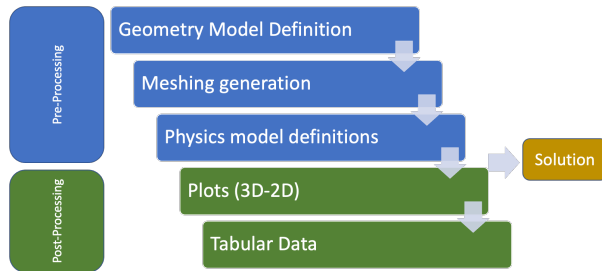 Pre-Processing
Geometry Model Definition
Meshing generation
Physics model definitions
Solution
Post-Processing
Plots (3D-2D)
Tabular Data